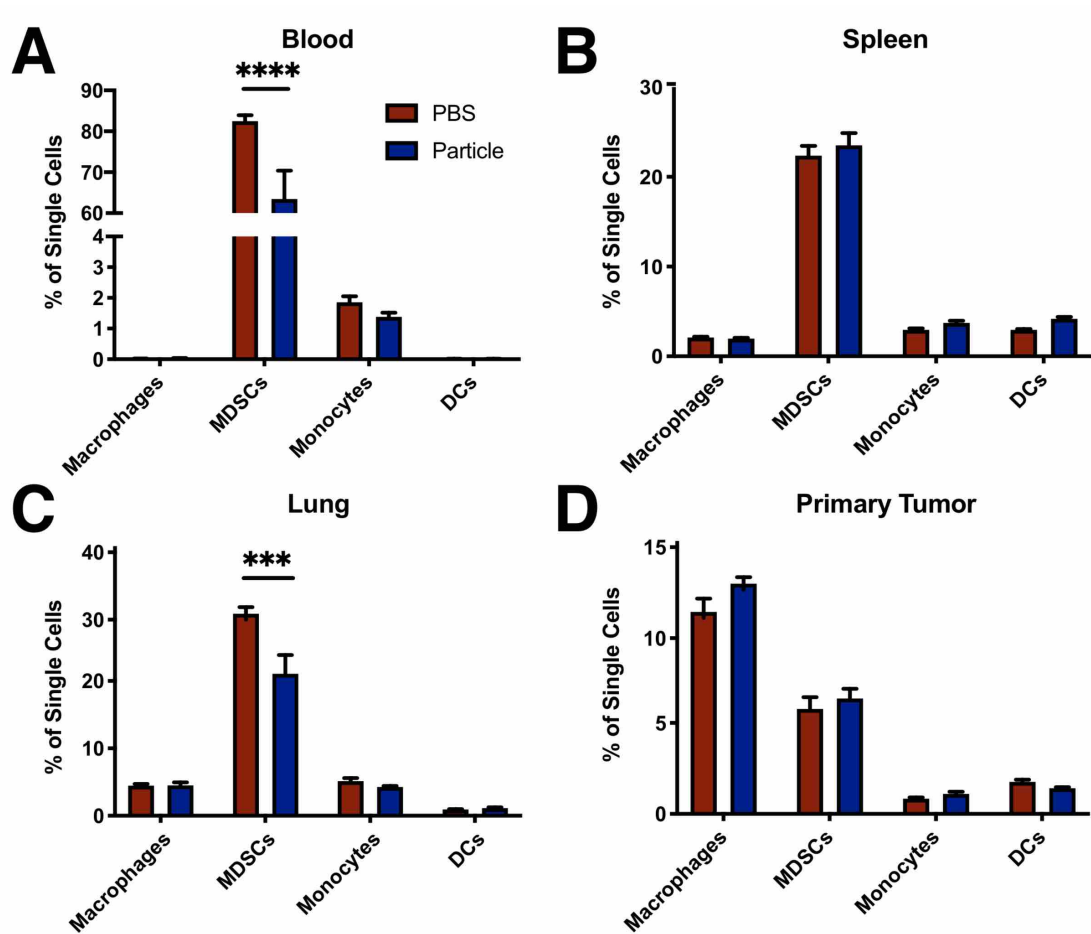 A
Blood
****
% of Single Cells
90
80
70
60
4
3
2
1
0
PBS
Particle
Macrophages
MDSCs
Monocytes
DCs
B
Spleen
% of Single Cells
30
20
10
0
Macrophages
MDSCs
Monocytes
DCs
C
Lung
***
% of Single Cells
40
30
20
10
0
Macrophages
MDSCs
Monocytes
DCs
D
Primary Tumor
% of Single Cells
15
10
5
0
Macrophages
MDSCs
Monocytes
DCs